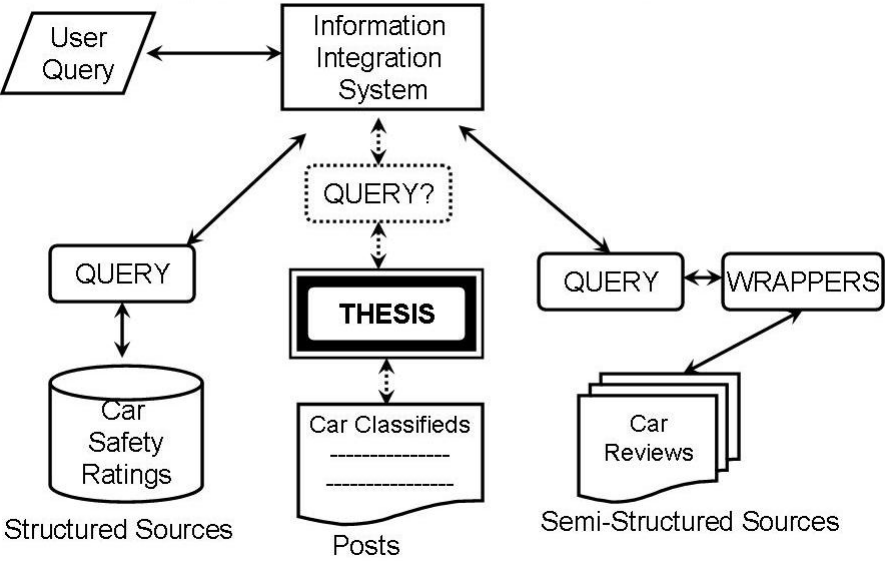 User
Query
Information
Integration
System
QUERY?
QUERY
THESIS
QUERY
WRAPPERS
Car
Safety
Ratings
Car Classifieds
Car
Reviews
Structured Sources
Posts
Semi-Structured Sources